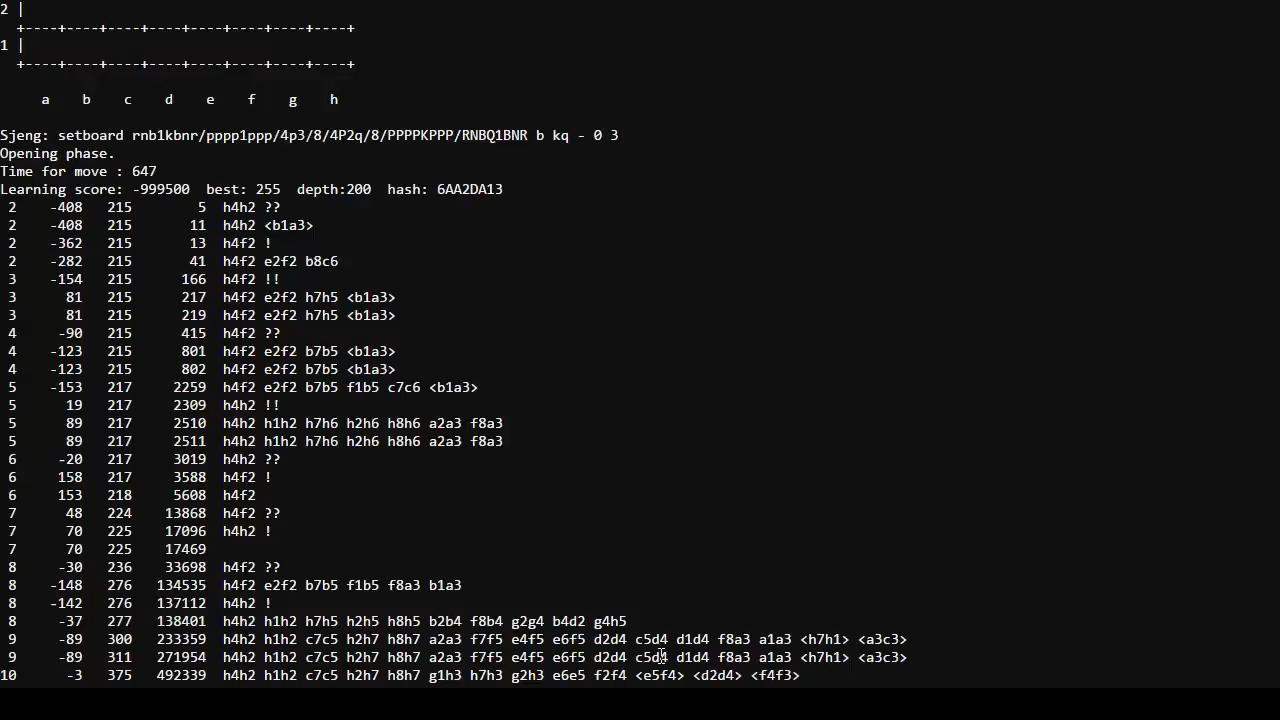 2 |
+----+----+----+----+----+----+----+----+
1 |
+----+----+----+----+----+----+----+----+
a b c d e f g h
Sjeng: setboard rnb1kbnr/pppp1ppp/4p3/8/4P2q/8/PPPPKPPP/RNBQ1BNR b kq - 0 3
Opening phase.
Time for move : 647
Learning score: -999500 best: 255 depth:200 hash: 6AA2DA13
2 -408 215 5 h4h2 ??
2 -408 215 11 h4h2 <b1a3>
2 -362 215 13 h4f2 !
2 -282 215 41 h4f2 e2f2 b8c6
3 -154 215 166 h4f2 !!
3 81 215 217 h4f2 e2f2 h7h5 <b1a3>
3 81 215 219 h4f2 e2f2 h7h5 <b1a3>
4 -90 215 415 h4f2 ??
4 -123 215 801 h4f2 e2f2 b7b5 <b1a3>
4 -123 215 802 h4f2 e2f2 b7b5 <b1a3>
5 -153 217 2259 h4f2 e2f2 b7b5 f1b5 c7c6 <b1a3>
5 19 217 2309 h4h2 !!
5 89 217 2510 h4h2 h1h2 h7h6 h2h6 h8h6 a2a3 f8a3
5 89 217 2511 h4h2 h1h2 h7h6 h2h6 h8h6 a2a3 f8a3
6 -20 217 3019 h4h2 ??
6 158 217 3588 h4f2 !
6 153 218 5608 h4f2
7 48 224 13868 h4f2 ??
7 70 225 17096 h4h2 !
7 70 225 17469
8 -30 236 33698 h4f2 ??
8 -148 276 134535 h4f2 e2f2 b7b5 f1b5 f8a3 b1a3
8 -142 276 137112 h4h2 !
8 -37 277 138401 h4h2 h1h2 h7h5 h2h5 h8h5 b2b4 f8b4 g2g4 b4d2 g4h5
9 -89 300 233359 h4h2 h1h2 c7c5 h2h7 h8h7 a2a3 f7f5 e4f5 e6f5 d2d4 c5d4 d1d4 f8a3 a1a3 <h7h1> <a3c3>
9 -89 311 271954 h4h2 h1h2 c7c5 h2h7 h8h7 a2a3 f7f5 e4f5 e6f5 d2d4 c5d4 d1d4 f8a3 a1a3 <h7h1> <a3c3>
10 -3 375 492339 h4h2 h1h2 c7c5 h2h7 h8h7 g1h3 h7h3 g2h3 e6e5 f2f4 <e5f4> <d2d4> <f4f3>